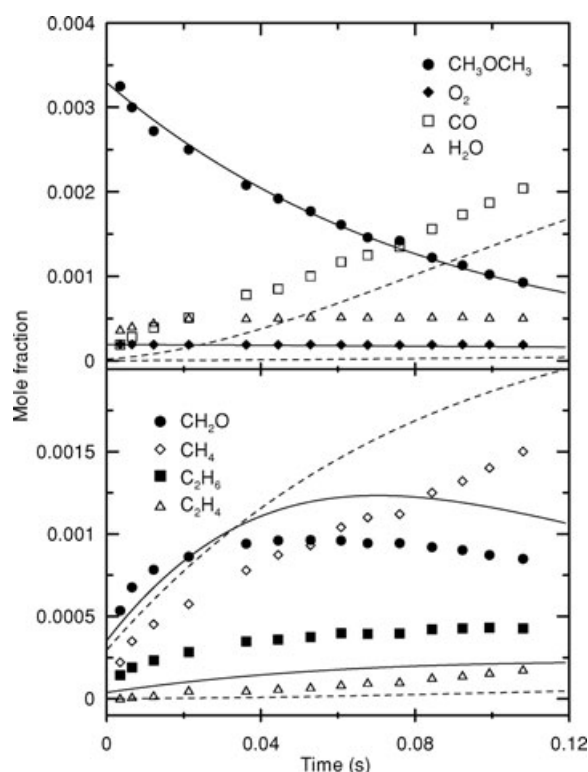 0.004
CH₃OCH₃
O₂
CO
H₂O
0.003
0.002
0.001
0
Mole fraction
CH₂O
CH₄
C₂H₆
C₂H₄
0.0015
0.001
0.0005
0
0 0.04 0.08 0.12
Time (s)